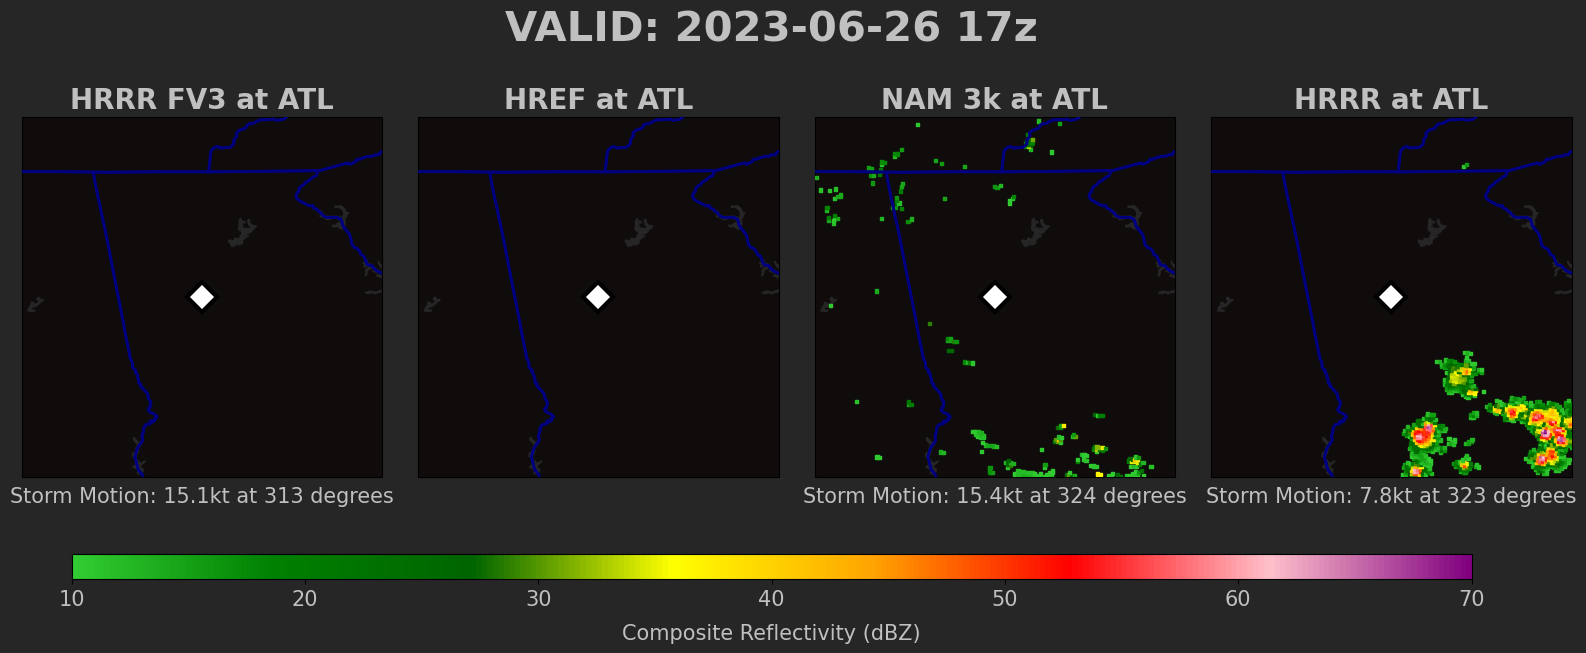 VALID: 2023-06-26 17z
HRRR FV3 at ATL
HREF at ATL
NAM 3k at ATL
HRRR at ATL
Storm Motion: 15.1kt at 313 degrees
Storm Motion: 15.4kt at 324 degrees
Storm Motion: 7.8kt at 323 degrees
10 20 30 40 50 60 70
Composite Reflectivity (dBZ)